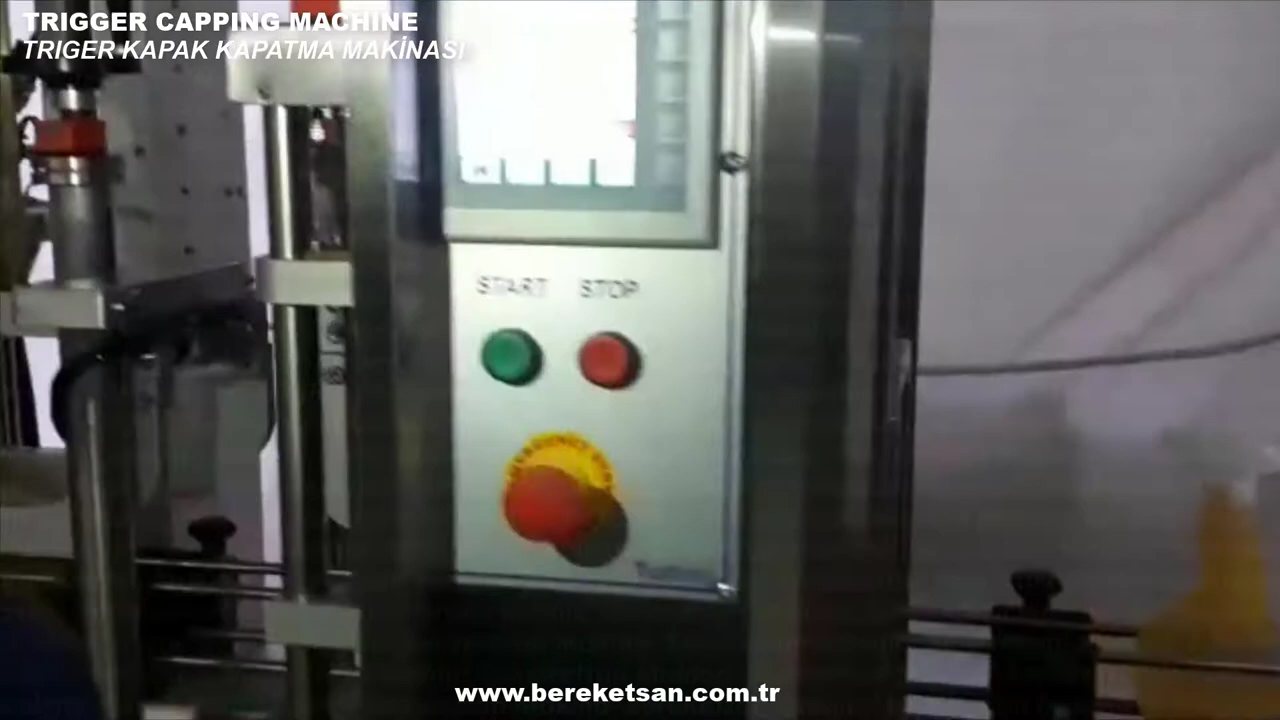 TRIGGER CAPPING MACHINE
TRIGER KAPAK KAPATMA MAKİNASI
START STOP
www.bereketsan.com.tr